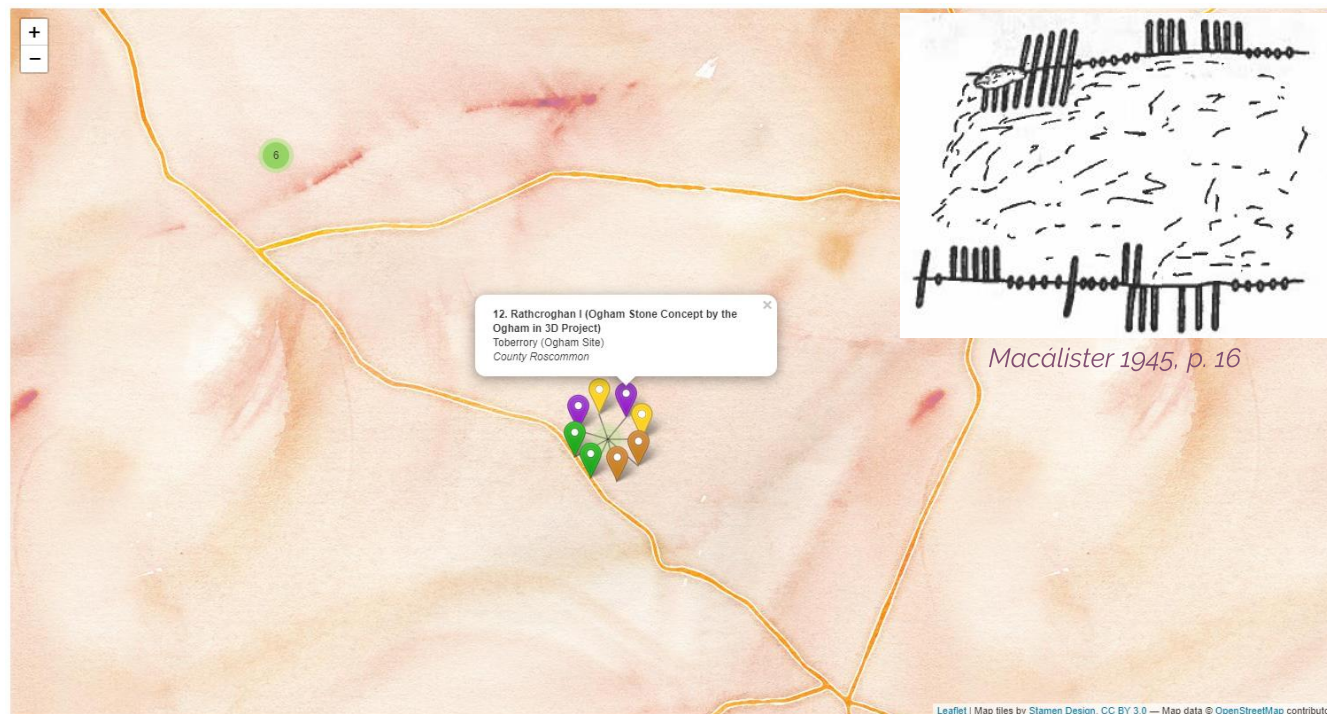 +
−
6
12. Rathcroghan I (Ogham Stone Concept by the
Ogham in 3D Project)
Toberrory (Ogham Site)
County Roscommon
×
Macálister 1945, p. 16
Leaflet | Map tiles by Stamen Design, CC BY 3.0 — Map data © OpenStreetMap contributo